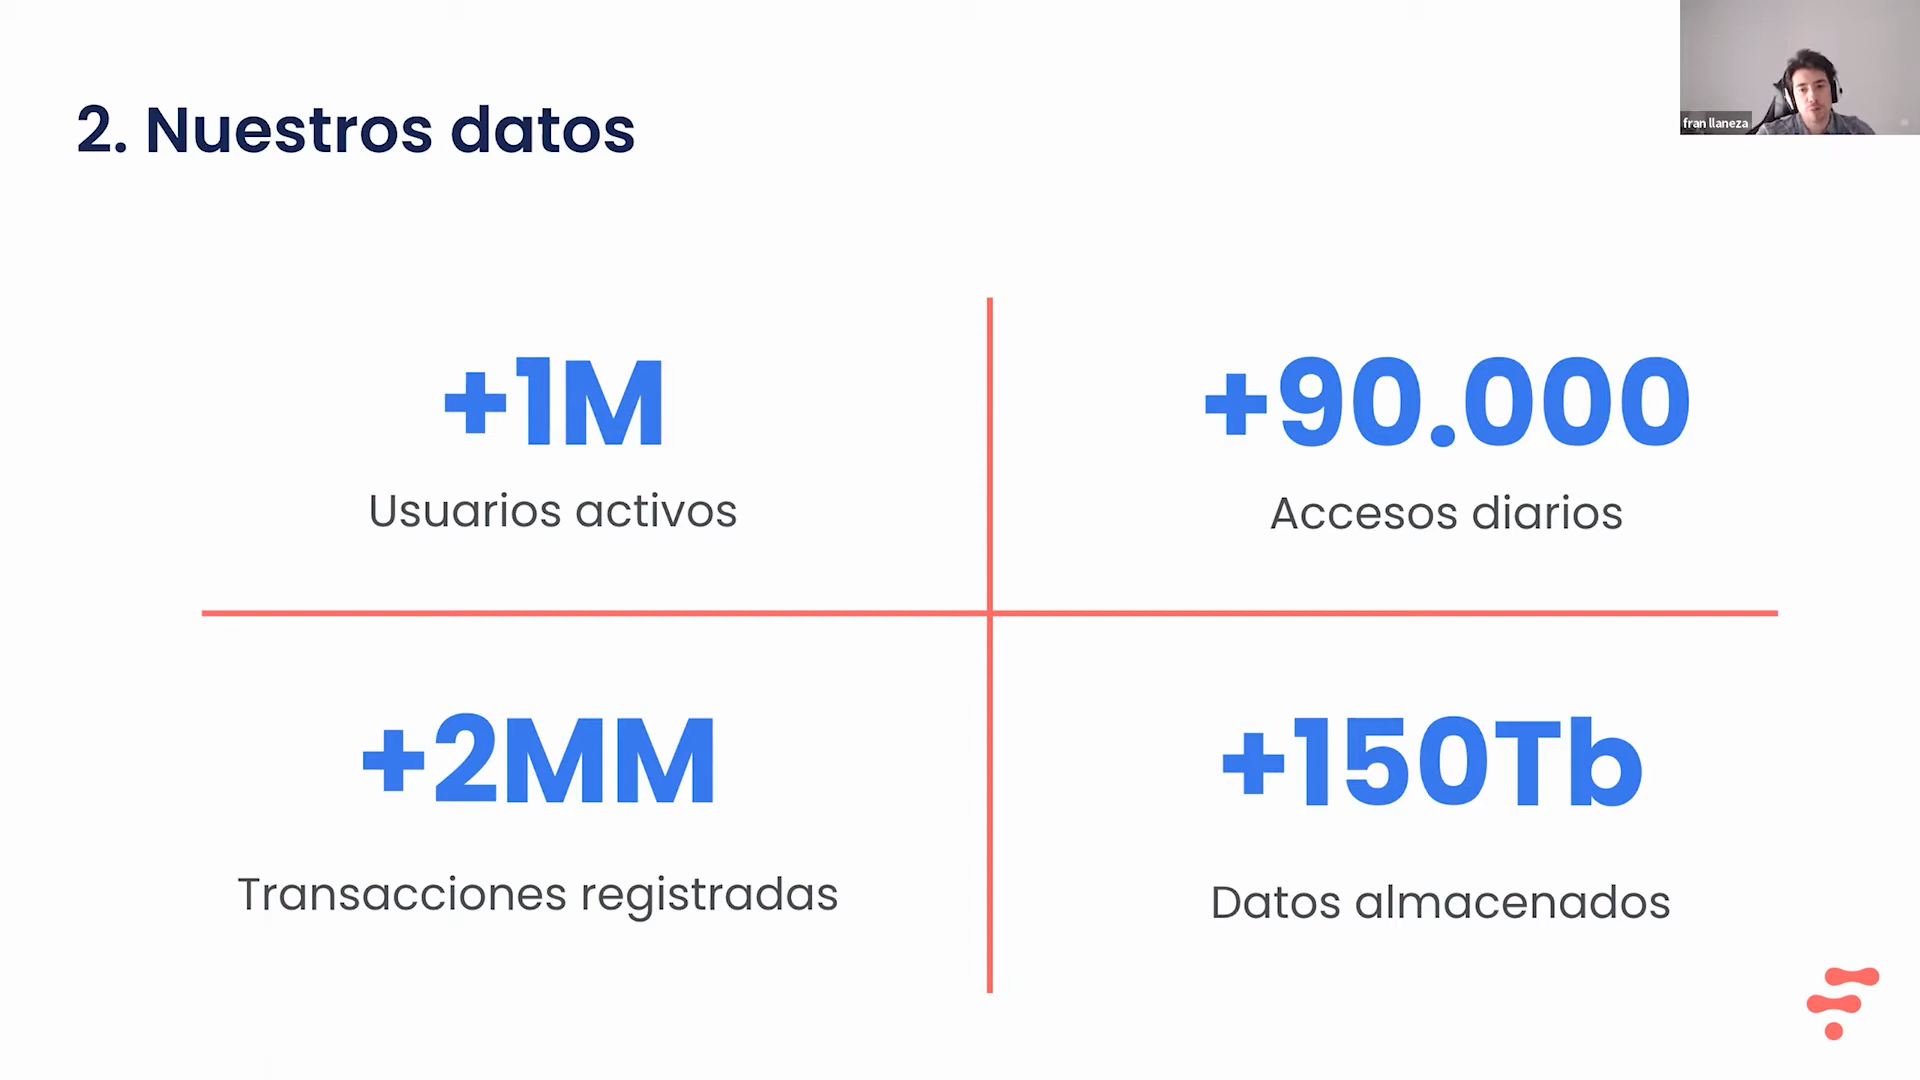 2. Nuestros datos
fran llaneza
+1M
Usuarios activos
+90.000
Accesos diarios
+2MM
Transacciones registradas
+150Tb
Datos almacenados